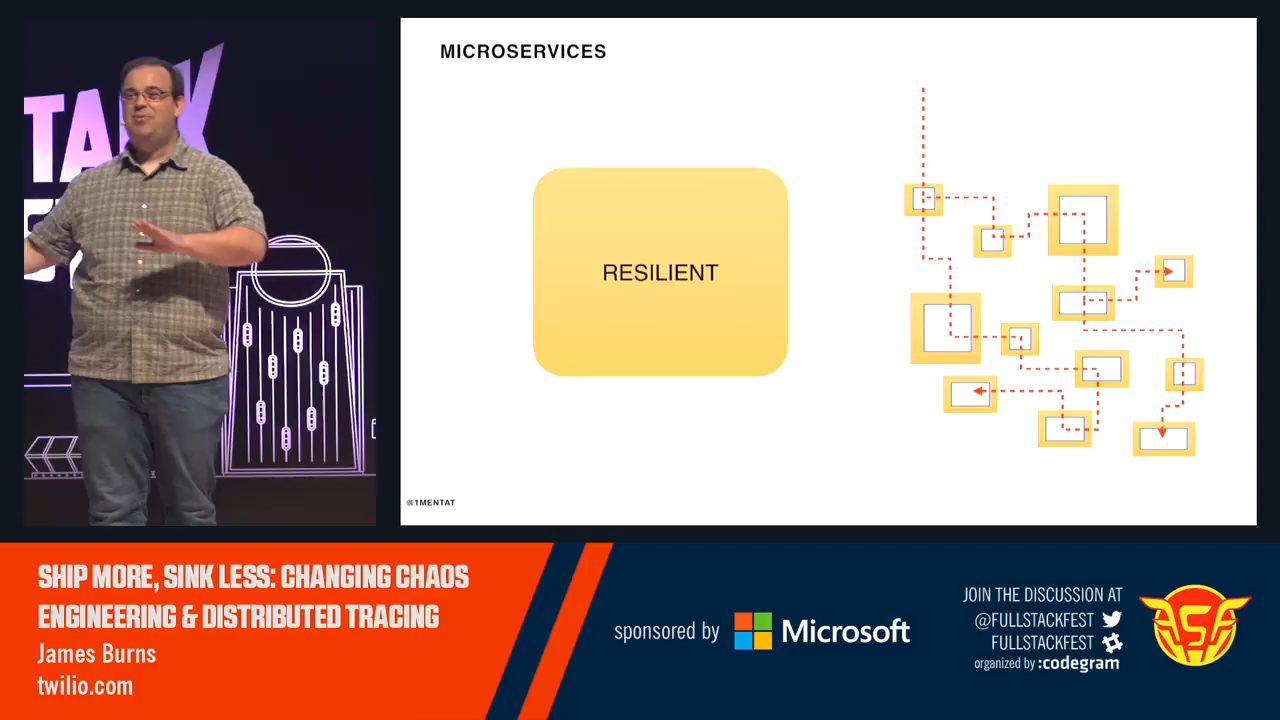 MICROSERVICES
RESILIENT
@1MENTAT
SHIP MORE, SINK LESS: CHANGING CHAOS
ENGINEERING & DISTRIBUTED TRACING
James Burns
twilio.com
sponsored by Microsoft
JOIN THE DISCUSSION AT
@FULLSTACKFEST
FULLSTACKFEST
organized by :codegram